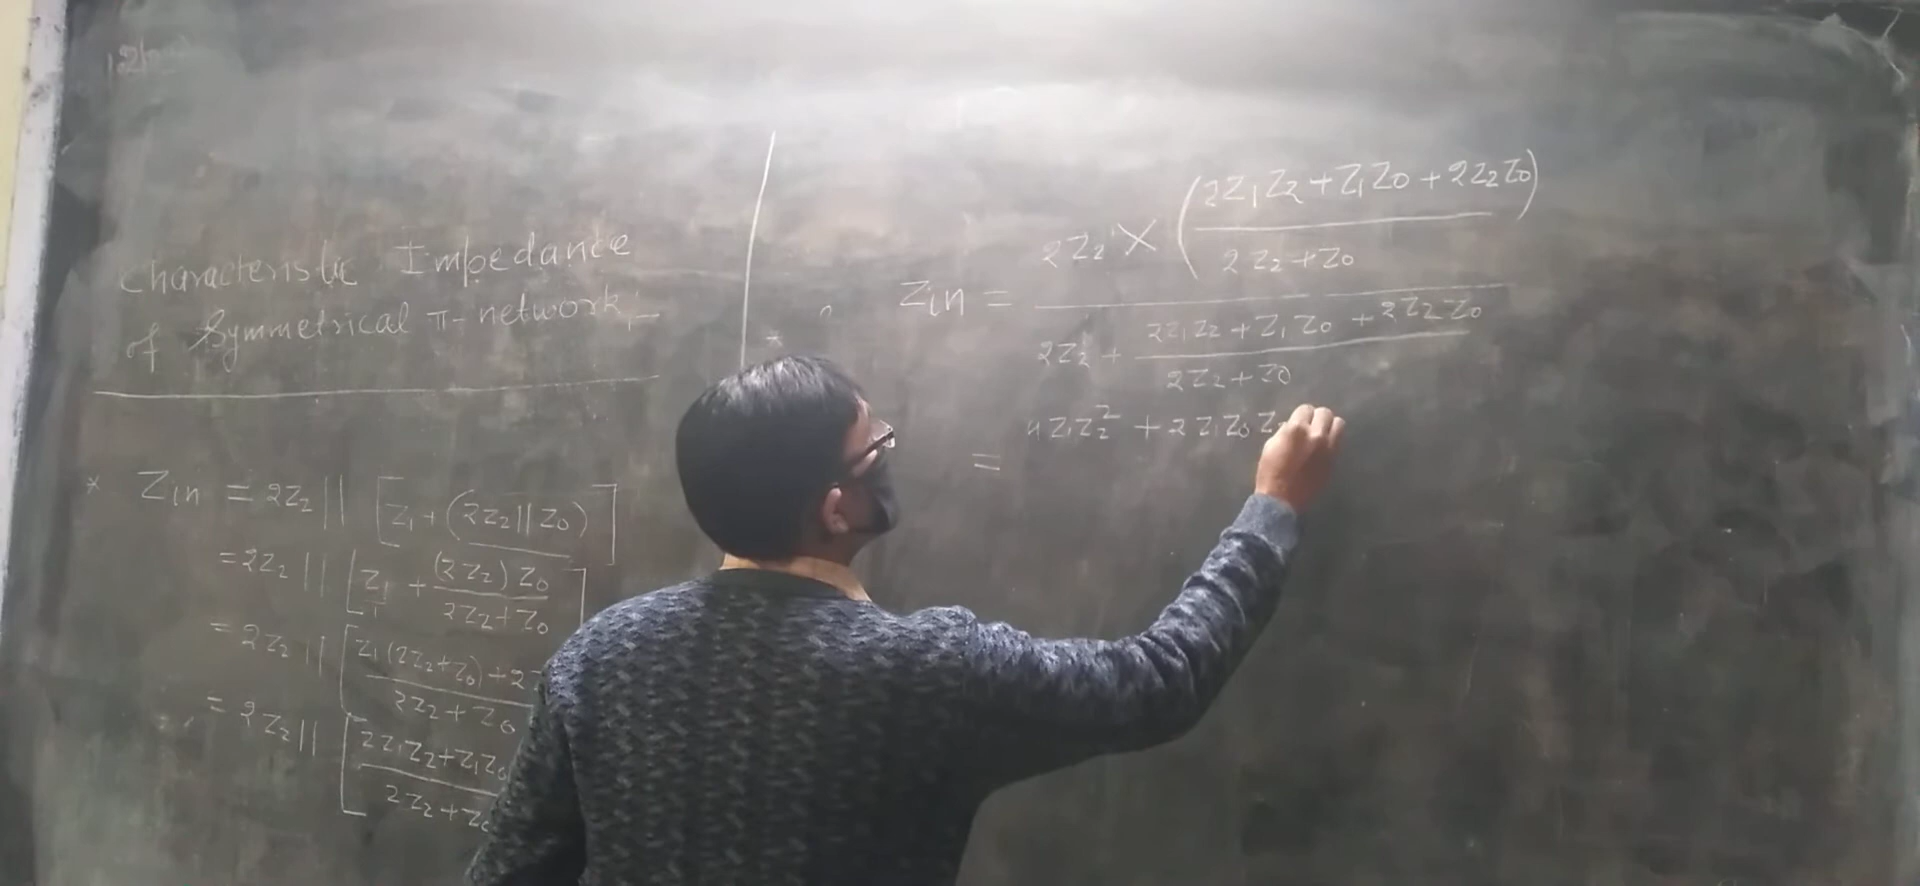 Characteristic Impedance
of Symmetrical π-network:-
* Zin = 2Z2 || [Z1 + (2Z2 || Z0)]
= 2Z2 || [Z1/1 + (2Z2)Z0 / 2Z2+Z0]
= 2Z2 || [Z1(2Z2+Z0)+2 / 2Z2+Z0
= 2Z2 || [2Z1Z2+Z1Z0 / 2Z2+Z0
Zin = 2Z2 × (2Z1Z2+Z1Z0+2Z2Z0 / 2Z2+Z0)
2Z2 + 2Z1Z2+Z1Z0+2Z2Z0 / 2Z2+Z0
= 4Z1Z2² + 2Z1Z0Z